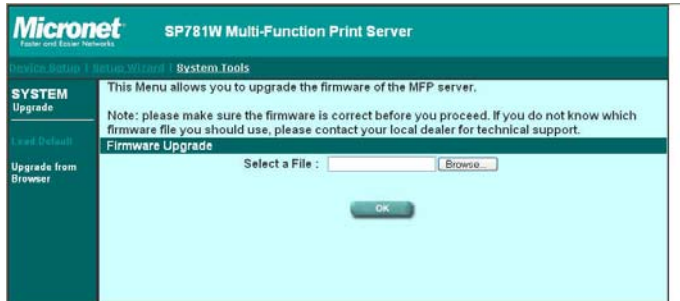 Micronet
Faster and Easier Networks
SP781W Multi-Function Print Server
Device Setup | Setup Wizard | System Tools
SYSTEM
Upgrade
Load Default
Upgrade from
Browser
This Menu allows you to upgrade the firmware of the MFP server.
Note: please make sure the firmware is correct before you proceed. If you do not know which
firmware file you should use, please contact your local dealer for technical support.
Firmware Upgrade
Select a File :
Browse...
OK